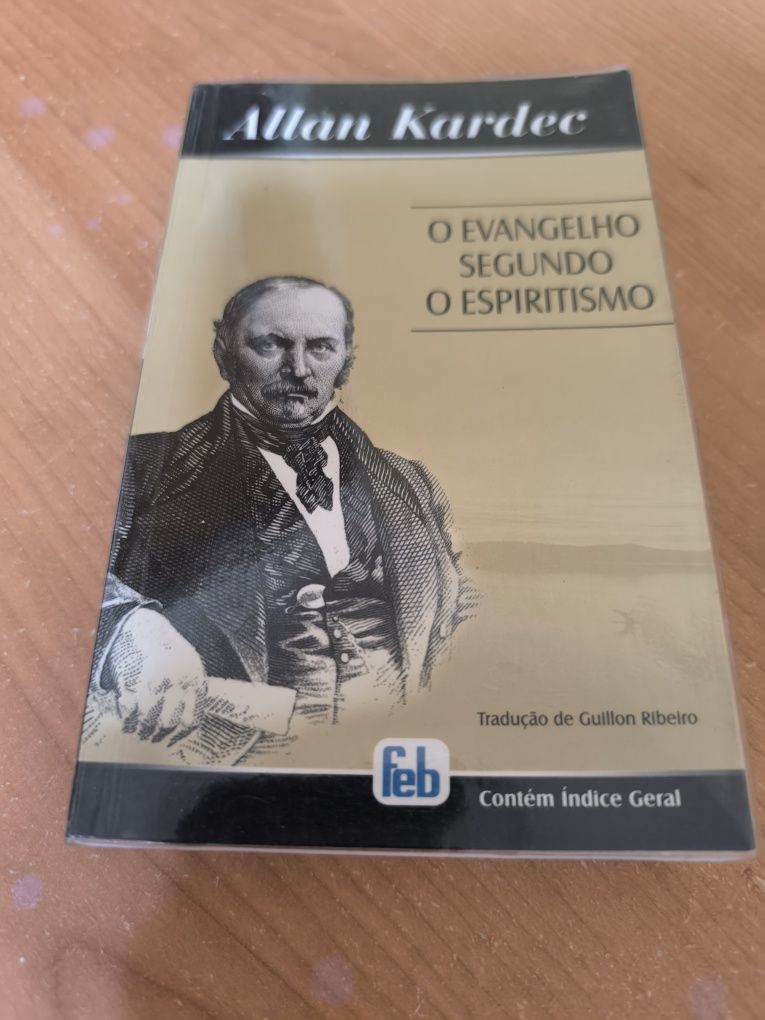 Allan Kardec
O EVANGELHO
SEGUNDO
O ESPIRITISMO
Tradução de Guillon Ribeiro
feb
Contém Índice Geral